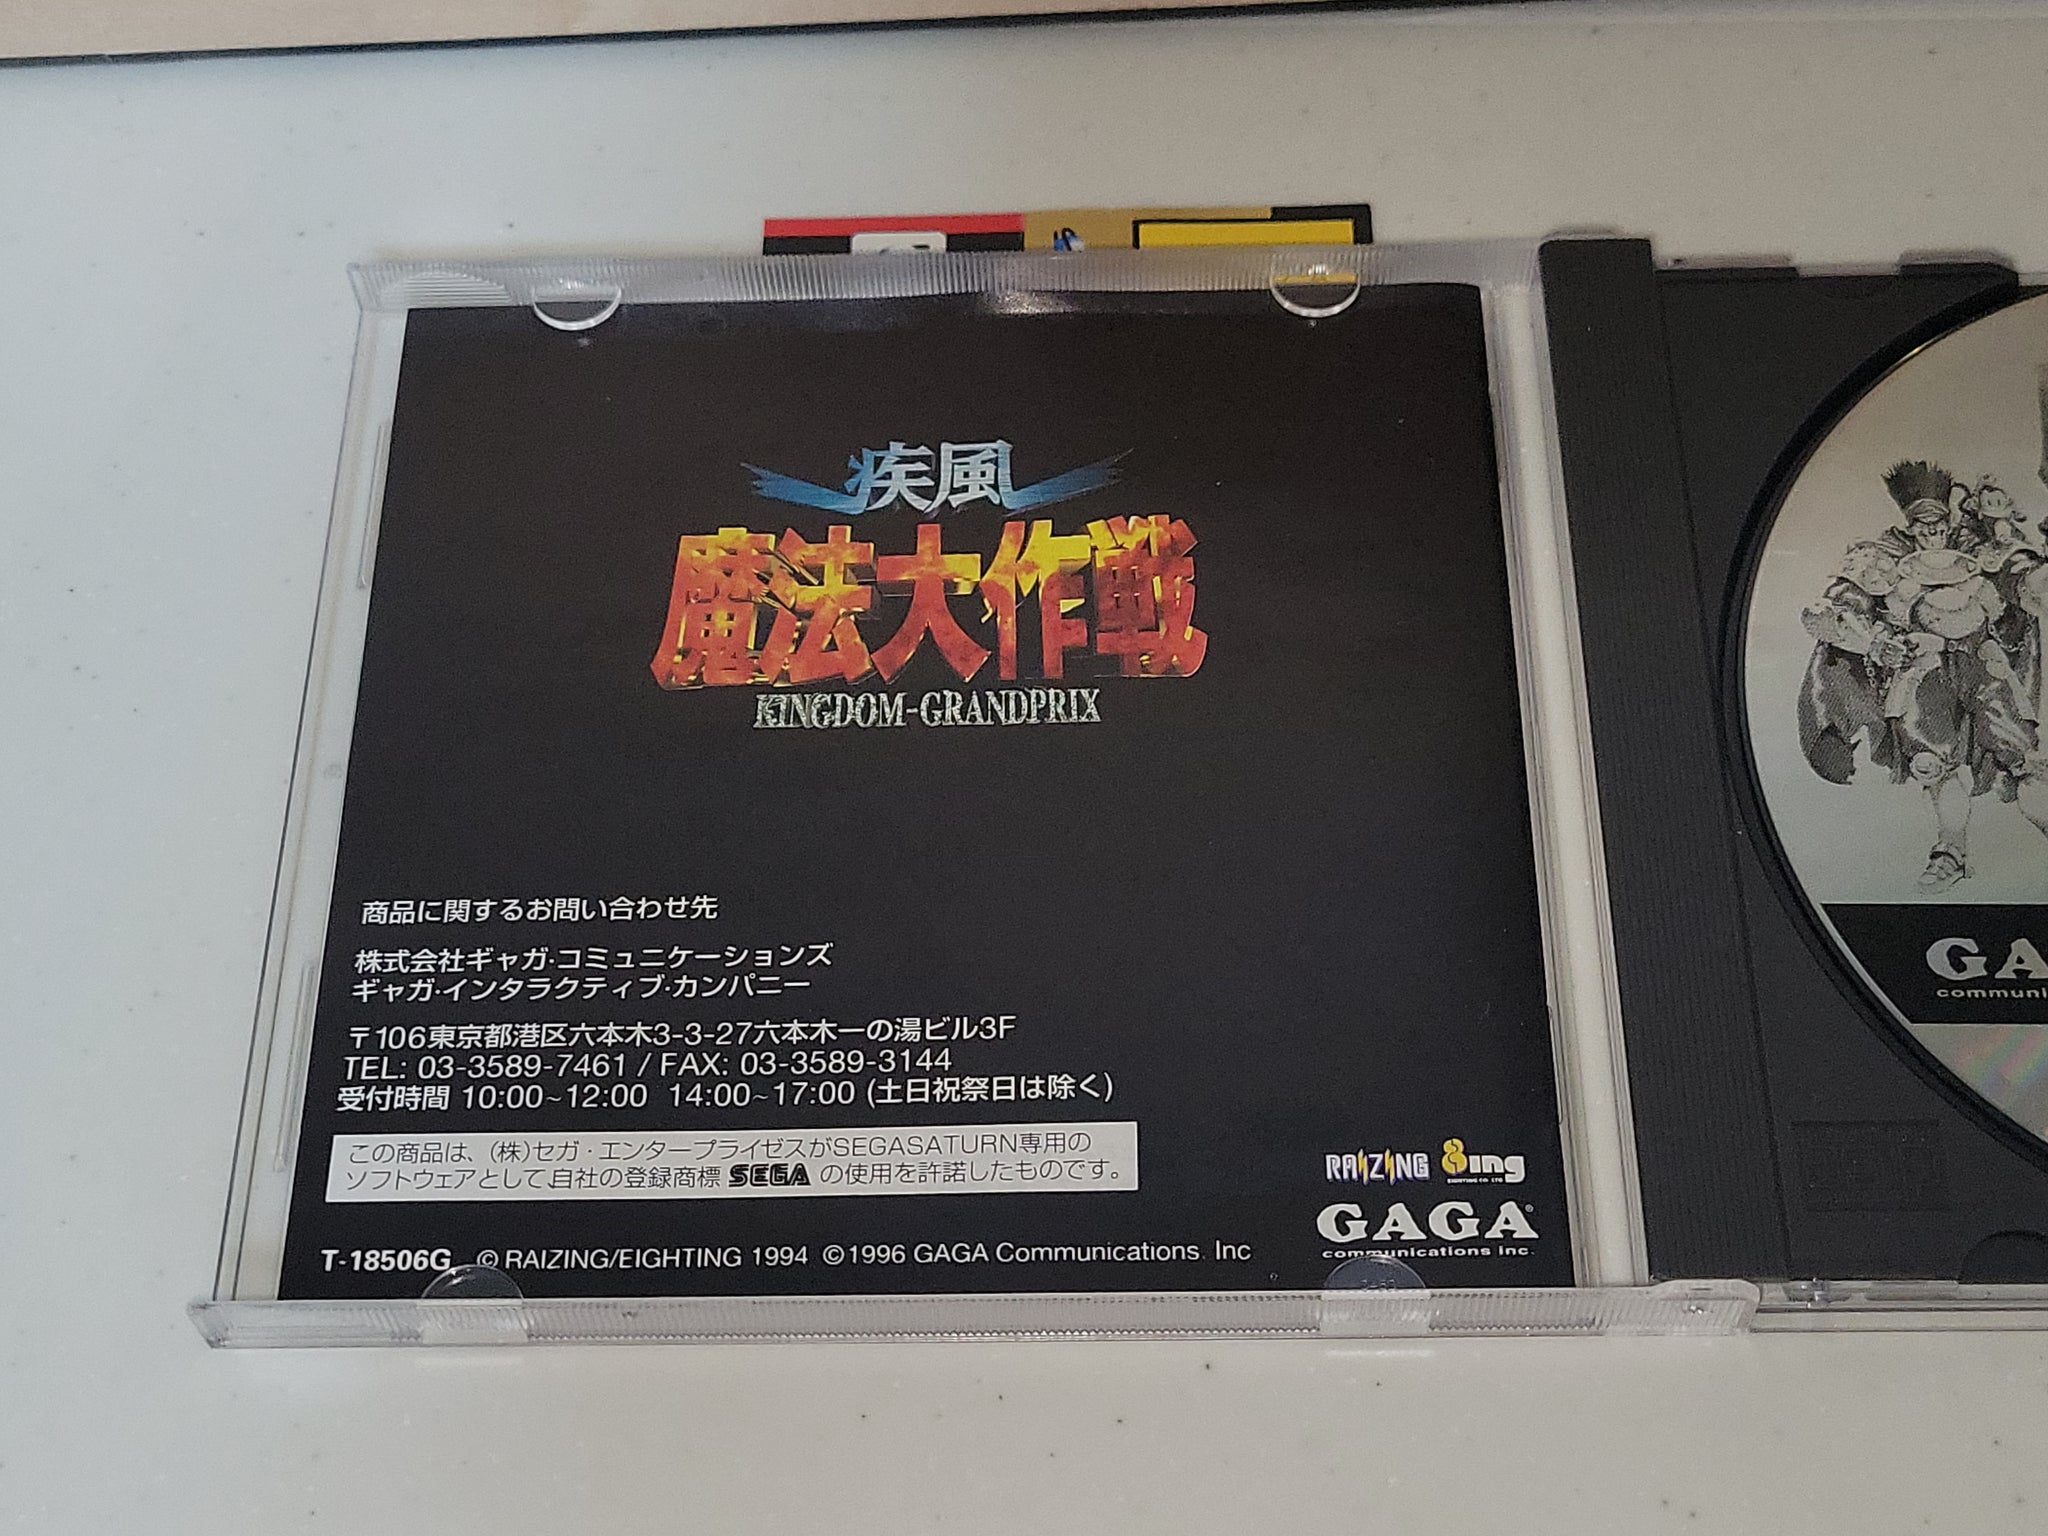 疾風
魔法大作戦
KINGDOM-GRANDPRIX
商品に関するお問い合わせ先
株式会社ギャガ・コミュニケーションズ
ギャガ・インタラクティブ・カンパニー
〒106東京都港区六本木3-3-27六本木一の湯ビル3F
TEL: 03-3589-7461 / FAX: 03-3589-3144
受付時間 10:00~12:00 14:00~17:00 (土日祝祭日は除く)
この商品は、(株)セガ・エンタープライゼスがSEGASATURN専用の
ソフトウェアとして、自社の登録商標 SEGA の使用を許諾したものです。
RAIZING 8ing
EIGHTING CO. LTD
GAGA®
communications inc.
T-18506G © RAIZING/EIGHTING 1994 ©1996 GAGA Communications. Inc
GA
communi